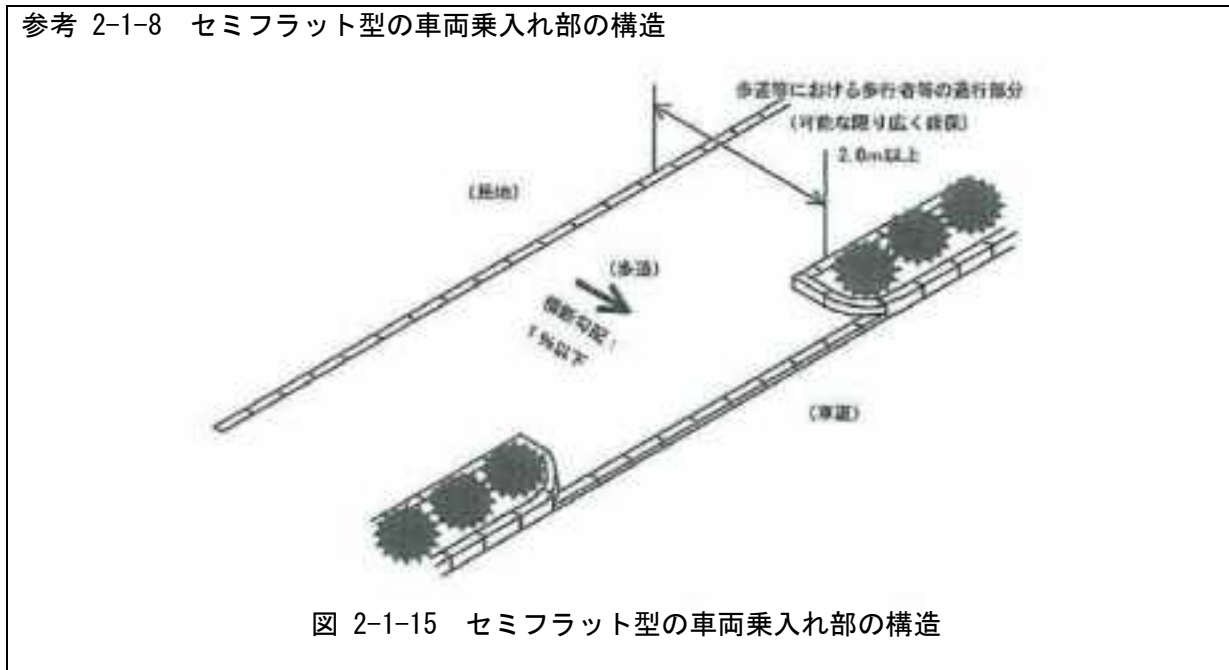 参考 2-1-8 セミフラット型の車両乗入れ部の構造
歩道等における歩行者等の通行部分
(可能な限り広く確保)
2.0m以上
(民地)
(歩道)
横断勾配:
1%以下
(車道)
図 2-1-15 セミフラット型の車両乗入れ部の構造